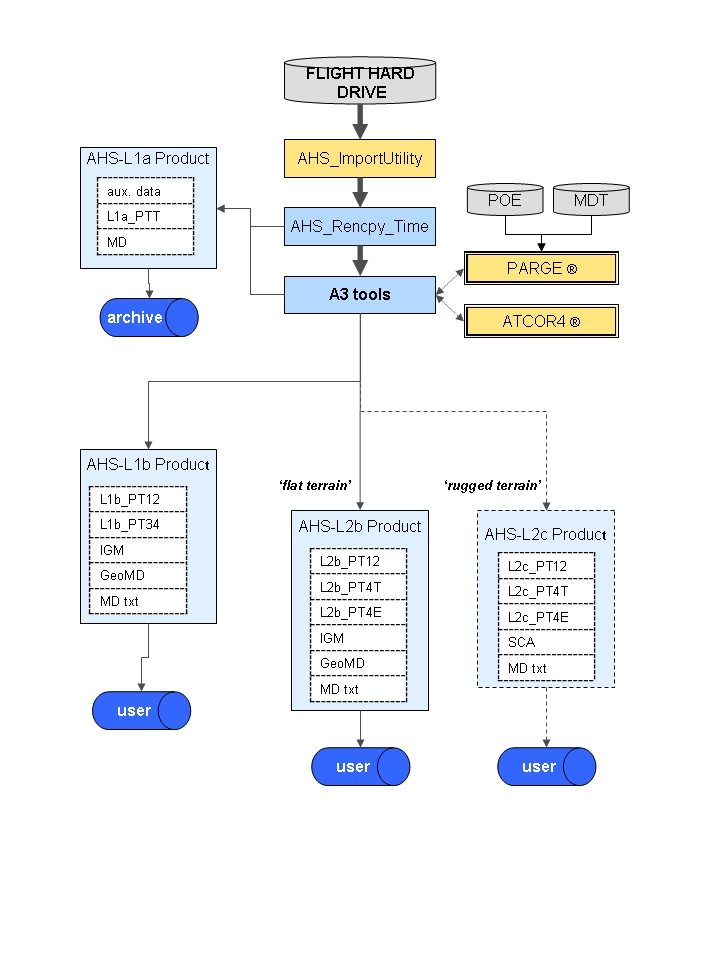 FLIGHT HARD
DRIVE
AHS_ImportUtility
AHS-L1a Product
aux. data
L1a_PTT
MD
archive
AHS_Rencpy_Time
POE
MDT
PARGE ®
A3 tools
ATCOR4 ®
AHS-L1b Product
L1b_PT12
L1b_PT34
IGM
GeoMD
MD txt
user
‘flat terrain’
AHS-L2b Product
L2b_PT12
L2b_PT4T
L2b_PT4E
IGM
GeoMD
MD txt
user
‘rugged terrain’
AHS-L2c Product
L2c_PT12
L2c_PT4T
L2c_PT4E
SCA
MD txt
user